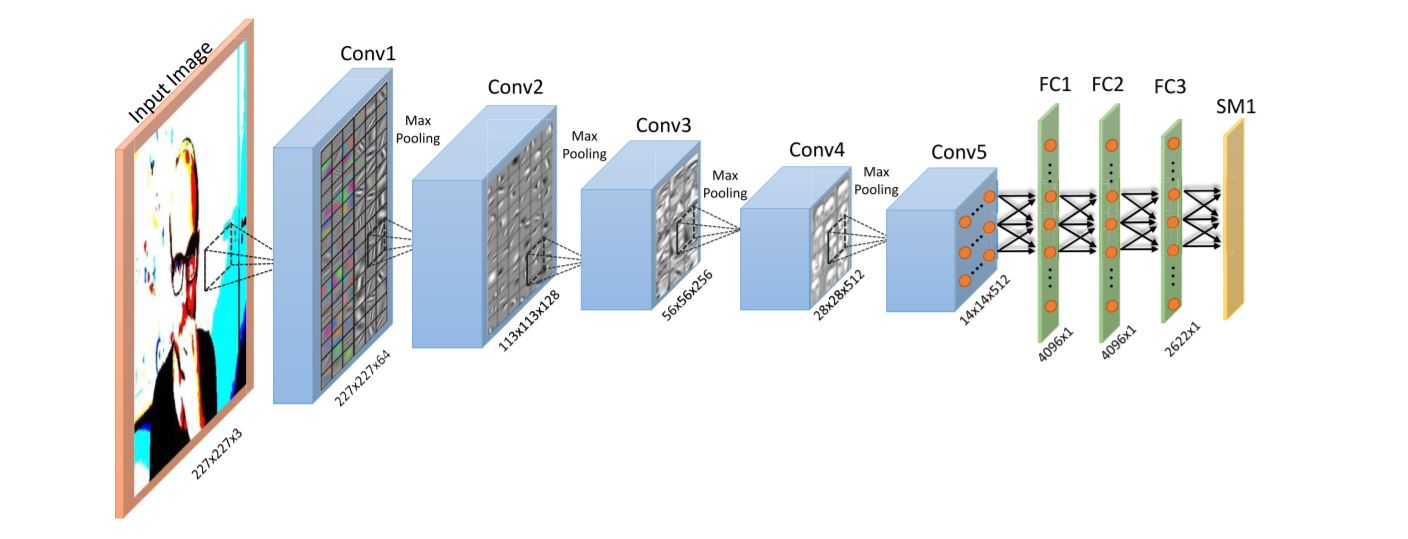 Input Image
227x227x3
Conv1
227x227x64
Max
Pooling
Conv2
113x113x128
Max
Pooling
Conv3
56x56x256
Max
Pooling
Conv4
28x28x512
Max
Pooling
Conv5
14x14x512
FC1
4096x1
FC2
4096x1
FC3
2622x1
SM1